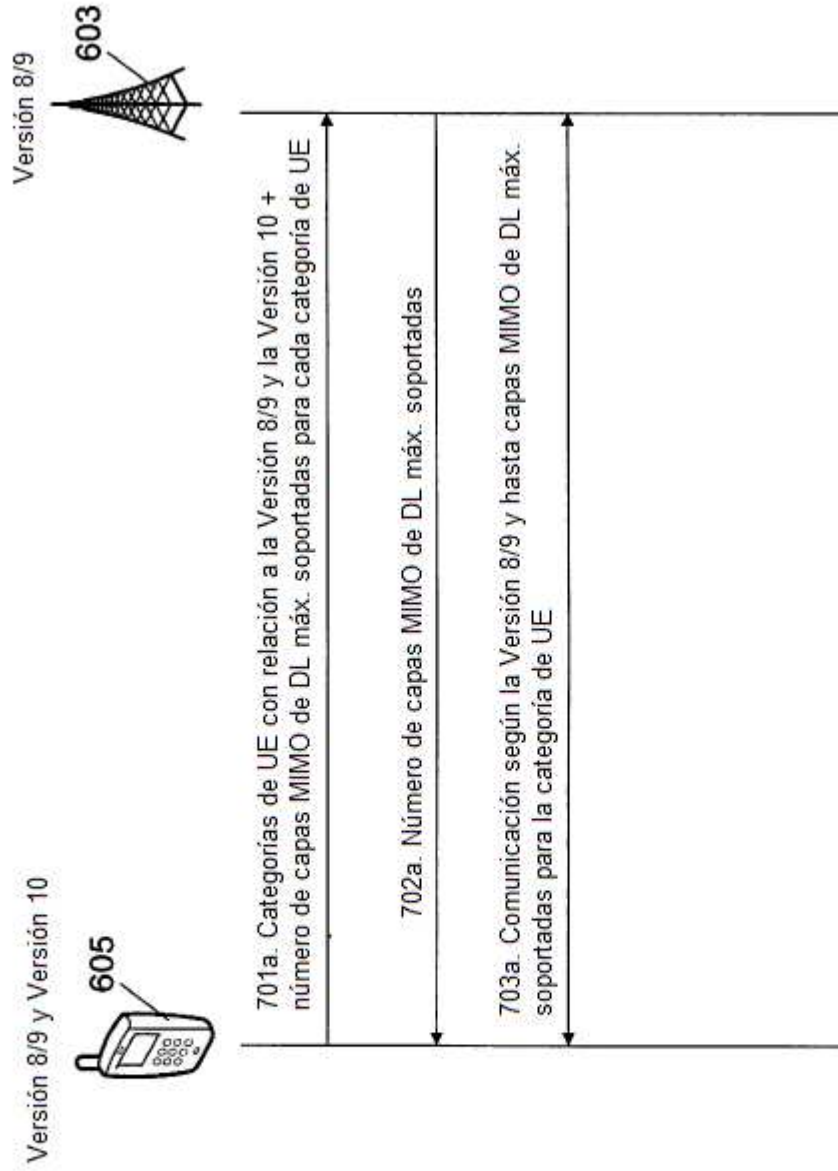 Versión 8/9 y Versión 10
605
Versión 8/9
603
701a. Categorías de UE con relación a la Versión 8/9 y la Versión 10 +
número de capas MIMO de DL máx. soportadas para cada categoría de UE
702a. Número de capas MIMO de DL máx. soportadas
703a. Comunicación según la Versión 8/9 y hasta capas MIMO de DL máx.
soportadas para la categoría de UE